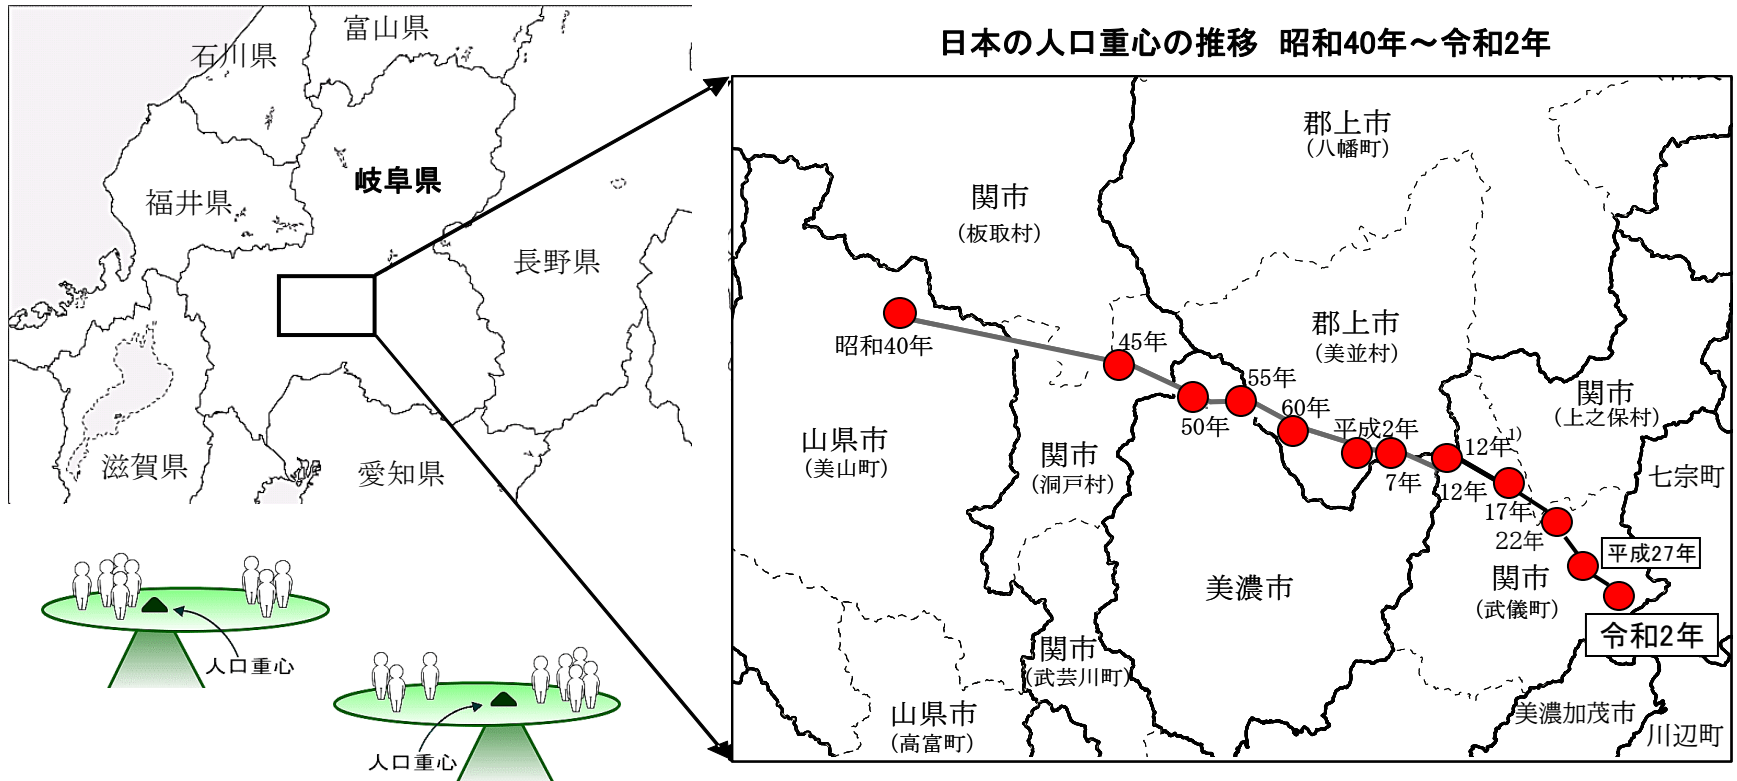 日本の人口重心の推移 昭和40年～令和2年
石川県
富山県
福井県
岐阜県
長野県
滋賀県
愛知県
人口重心
人口重心
郡上市
(八幡町)
関市
(板取村)
昭和40年
45年
郡上市
(美並村)
50年
55年
60年
平成2年
7年
12年1)
12年
17年
22年
平成27年
令和2年
関市
(上之保村)
七宗町
山県市
(美山町)
関市
(洞戸村)
美濃市
関市
(武儀町)
関市
(武芸川町)
山県市
(高富町)
美濃加茂市
川辺町